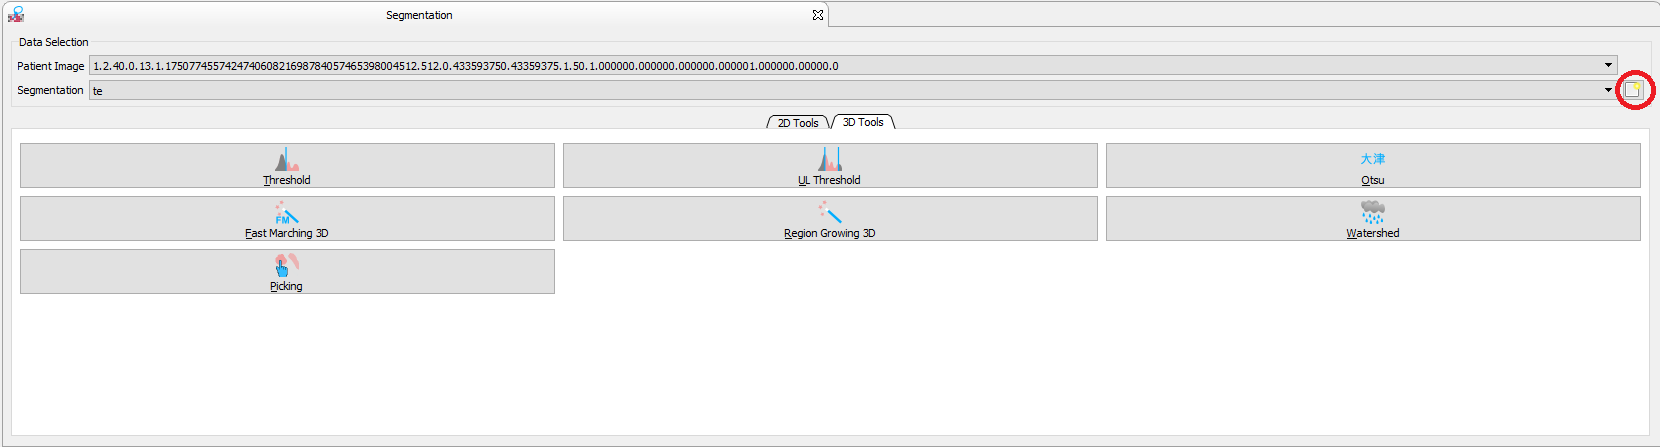 Segmentation
Data Selection
Patient Image 1.2.40.0.13.1.175077455742474060821698784057465398004512.512.0.433593750.43359375.1.50.1.000000.000000.000000.000001.000000.00000.0
Segmentation te
2D Tools 3D Tools
Threshold UL Threshold 大津 Otsu
FM Fast Marching 3D Region Growing 3D Watershed
Picking